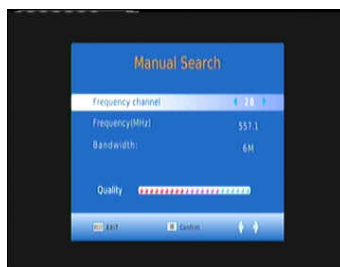 Manual Search
Frequency channel 28
Frequency(MHz) 557.1
Bandwidth: 6M
Quality
EXIT Confirm